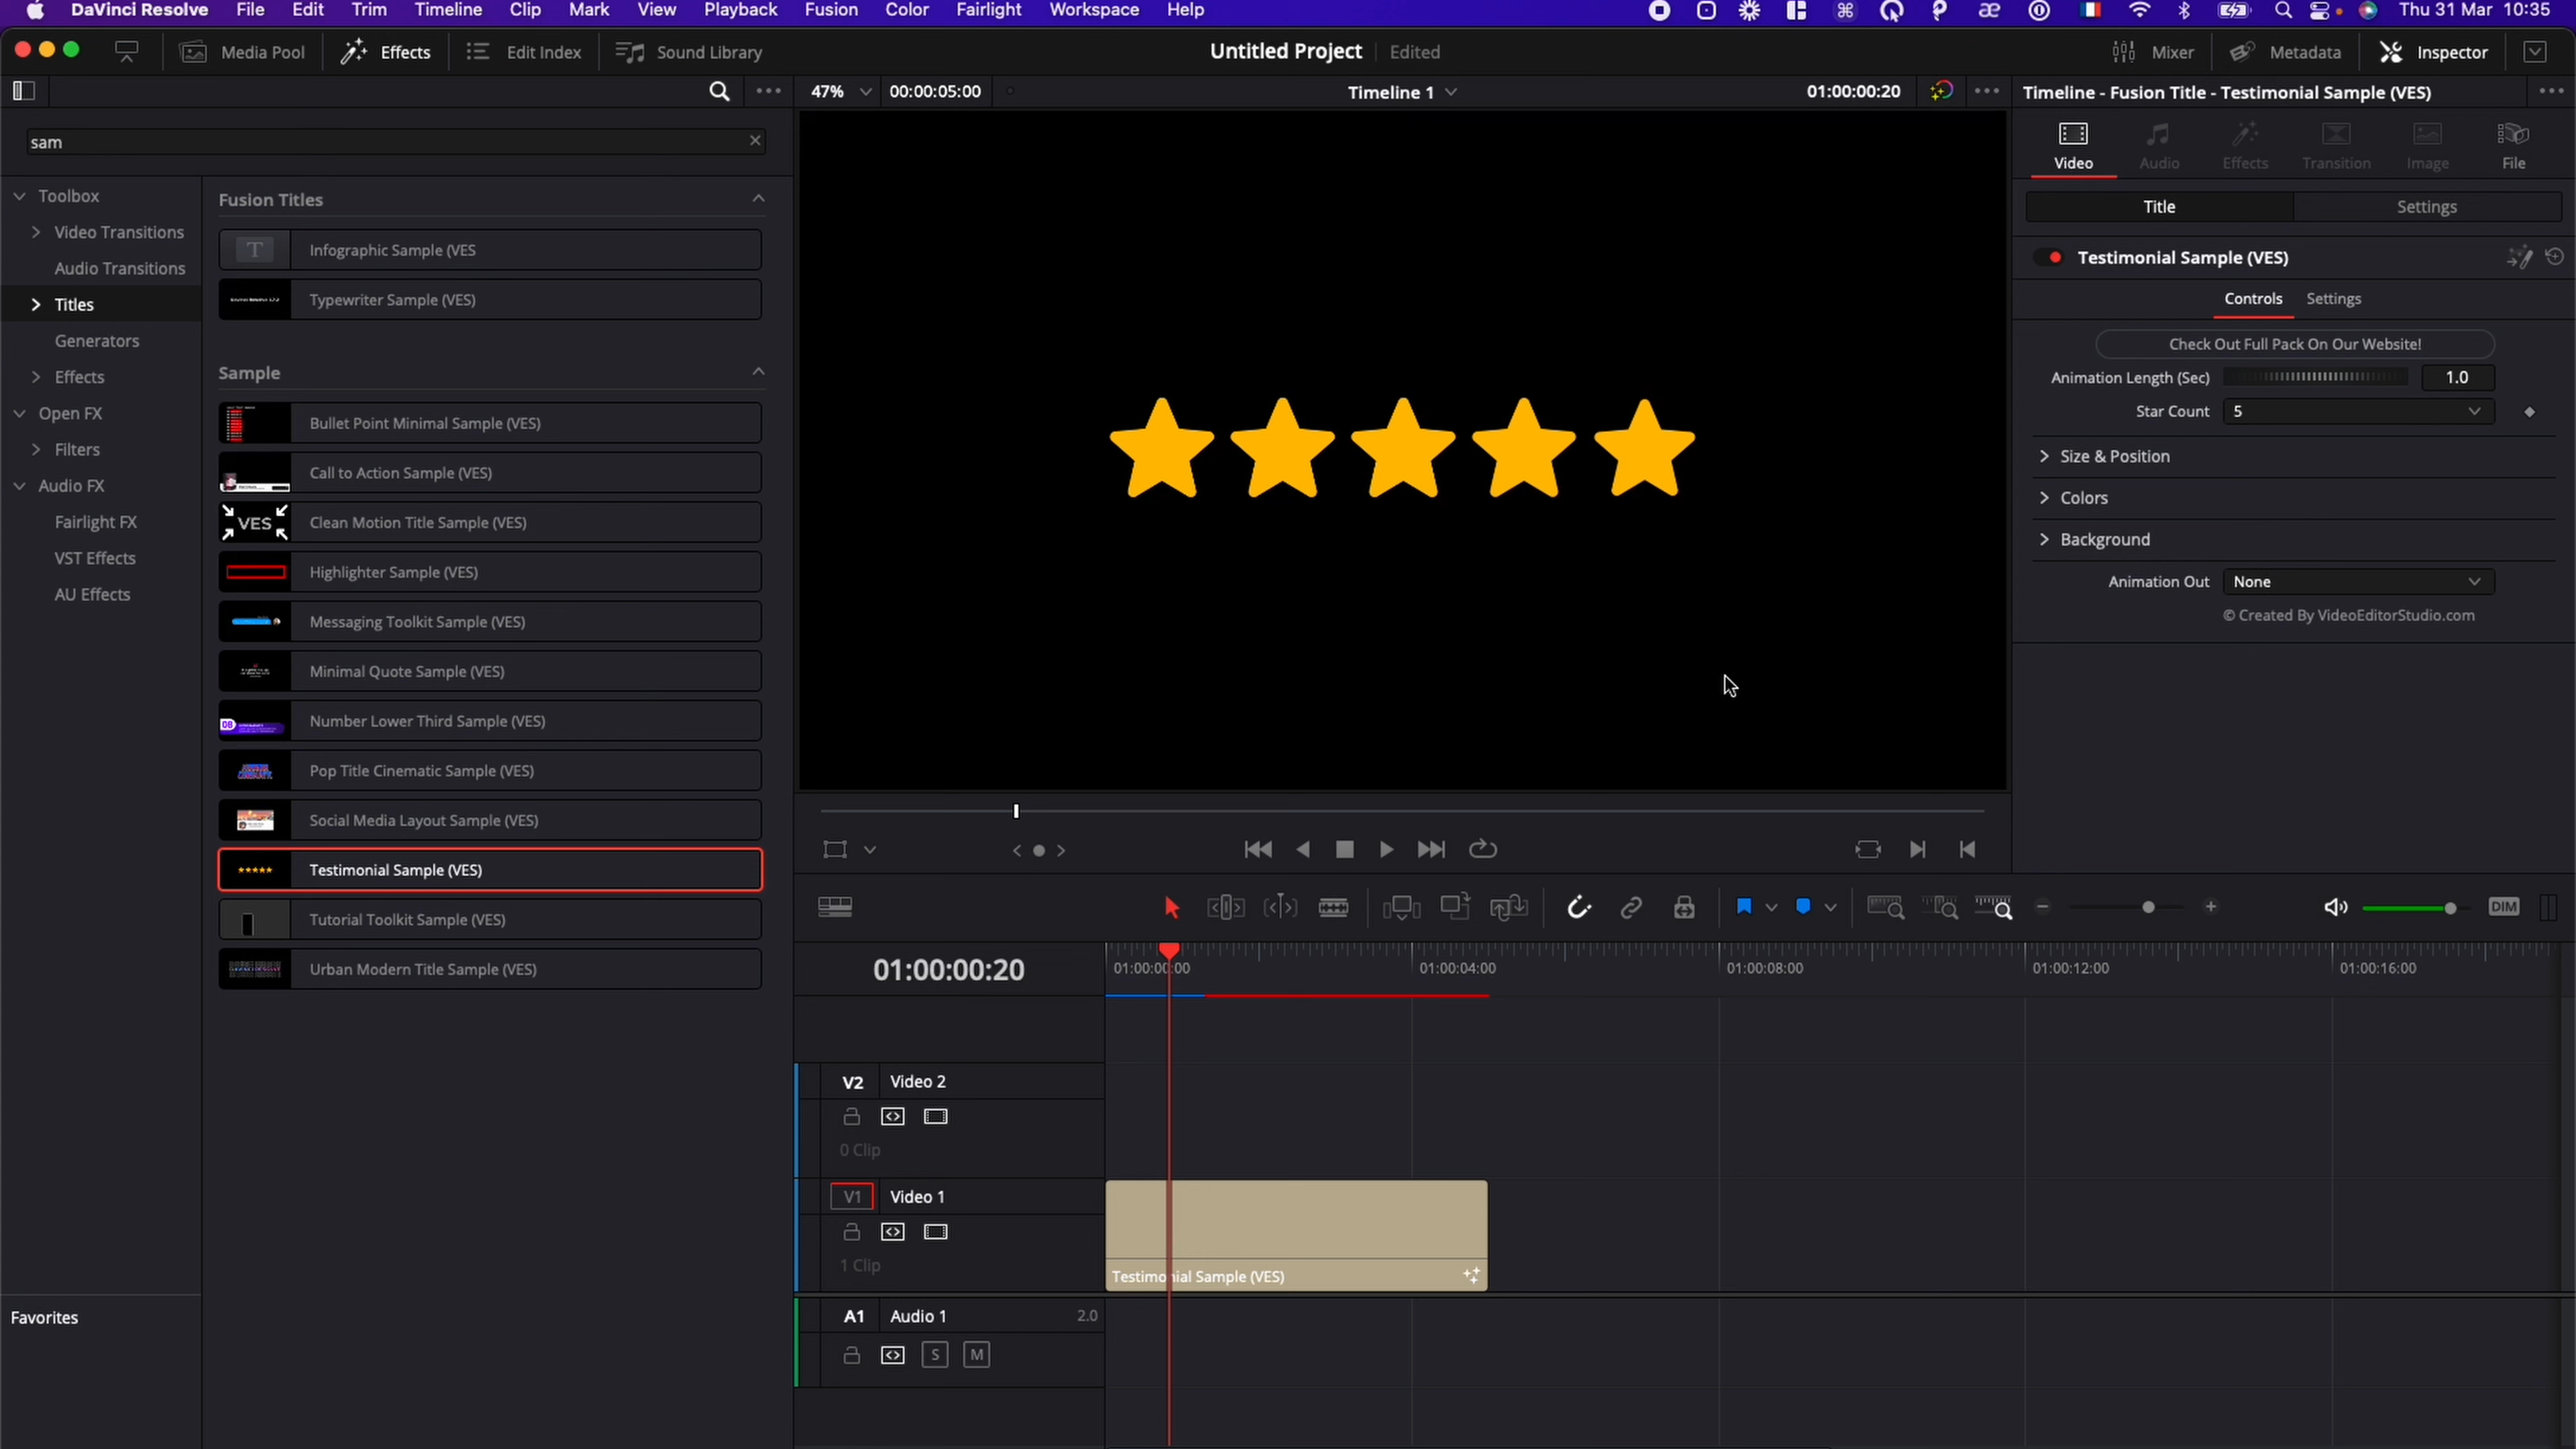 DaVinci Resolve File Edit Trim Timeline Clip Mark View Playback Fusion Color Fairlight Workspace Help Thu 31 Mar 10:35
Media Pool Effects Edit Index Sound Library Untitled Project Edited Mixer Metadata Inspector
47% 00:00:05:00 Timeline 1 01:00:00:20 Timeline - Fusion Title - Testimonial Sample (VES)
sam
Video Audio Effects Transition Image File
Title Settings
Toolbox
Video Transitions
Audio Transitions
Titles
Generators
Effects
Open FX
Filters
Audio FX
Fairlight FX
VST Effects
AU Effects
Favorites
Fusion Titles
T Infographic Sample (VES
Typewriter Sample (VES)
Sample
Bullet Point Minimal Sample (VES)
Call to Action Sample (VES)
VES Clean Motion Title Sample (VES)
Highlighter Sample (VES)
Messaging Toolkit Sample (VES)
Minimal Quote Sample (VES)
08 Number Lower Third Sample (VES)
Pop Title Cinematic Sample (VES)
Social Media Layout Sample (VES)
Testimonial Sample (VES)
Tutorial Toolkit Sample (VES)
Urban Modern Title Sample (VES)
Testimonial Sample (VES)
Controls Settings
Check Out Full Pack On Our Website!
Animation Length (Sec) 1.0
Star Count 5
Size & Position
Colors
Background
Animation Out None
© Created By VideoEditorStudio.com
DIM
01:00:00:20 01:00:00:00 01:00:04:00 01:00:08:00 01:00:12:00 01:00:16:00
V2 Video 2
0 Clip
V1 Video 1
1 Clip
Testimonial Sample (VES)
A1 Audio 1 2.0
S M